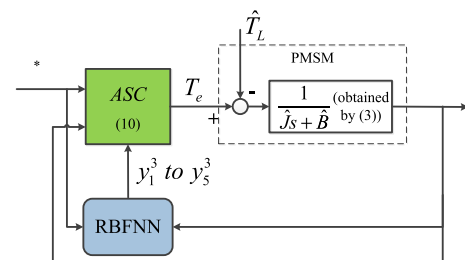 T̂_L
PMSM
*
ASC
(10)
T_e
-
+
1
Ĵs + B̂
(obtained
by (3))
y_1^3 to y_5^3
RBFNN